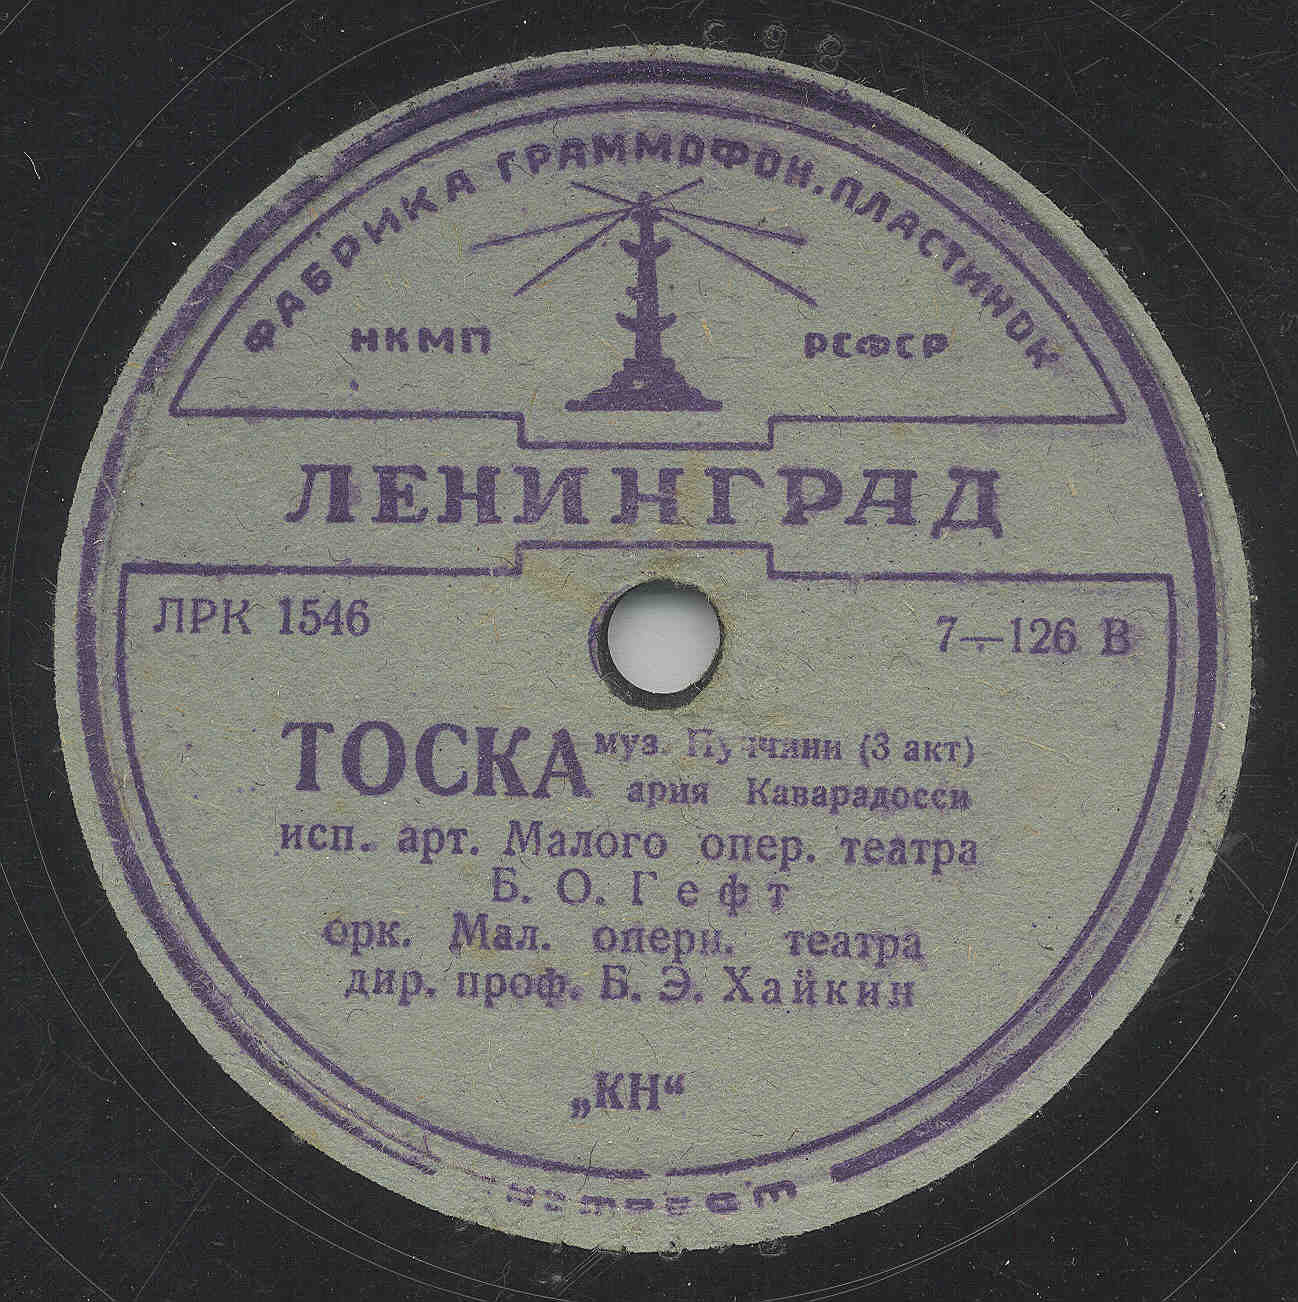 ФАБРИКА ГРАММОФОН. ПЛАСТИНОК
НКМП РСФСР
ЛЕНИНГРАД
ЛРК 1546 7—126 В
ТОСКА муз. Пуччини (3 акт)
ария Каварадосси
исп. арт. Малого опер. театра
Б. О. Гефт
орк. Мал. оперн. театра
дир. проф. Б. Э. Хайкин
„КН“